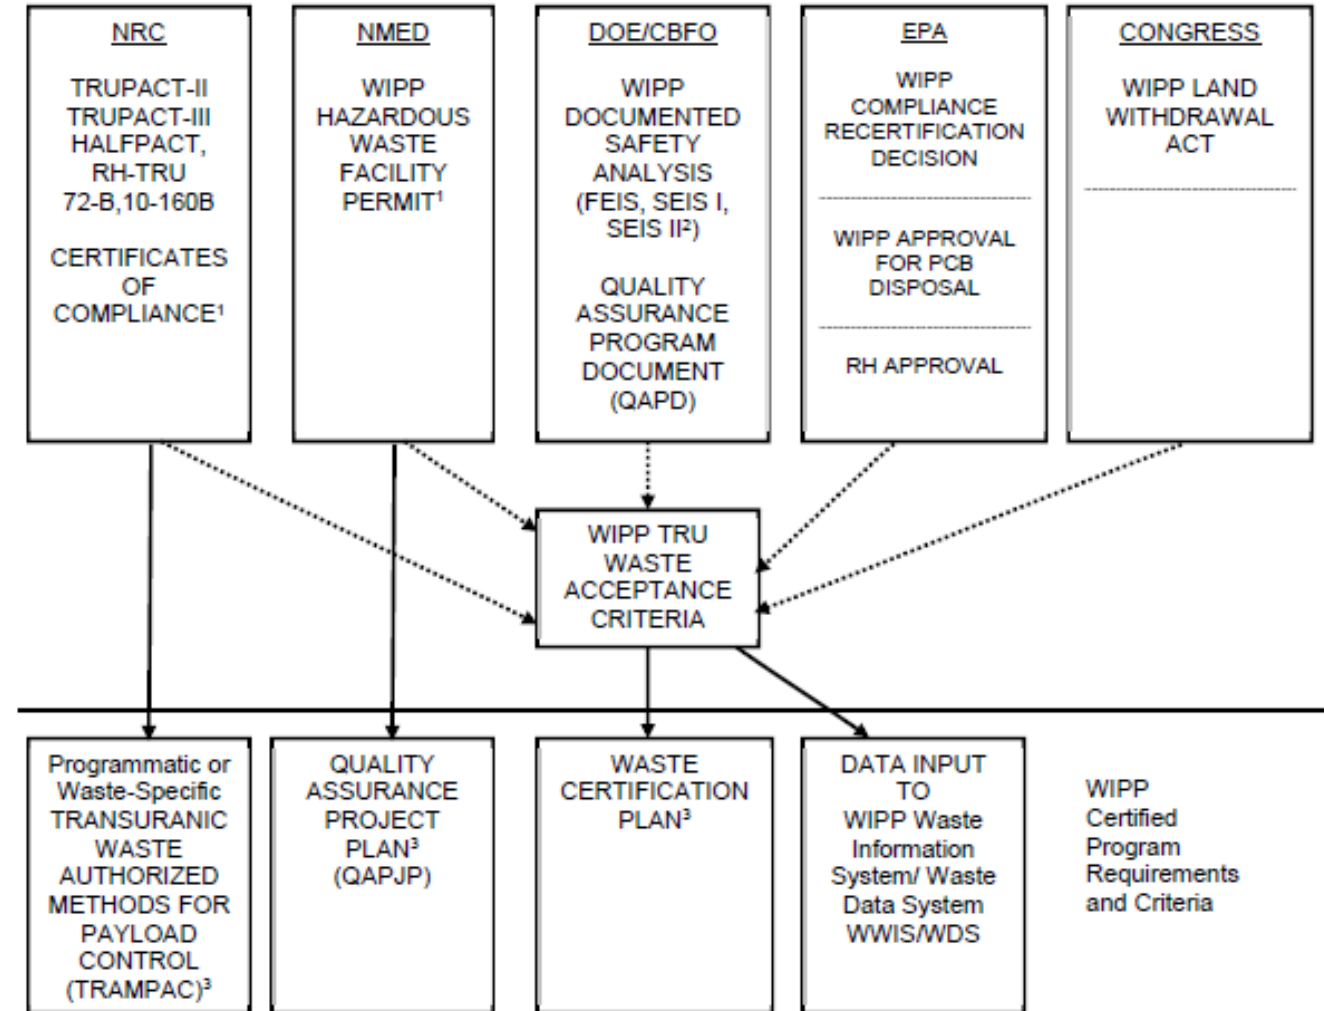 NRC
TRUPACT-II
TRUPACT-III
HALFPACT,
RH-TRU
72-B,10-160B
CERTIFICATES
OF
COMPLIANCE¹
NMED
WIPP
HAZARDOUS
WASTE
FACILITY
PERMIT¹
DOE/CBFO
WIPP
DOCUMENTED
SAFETY
ANALYSIS
(FEIS, SEIS I,
SEIS II²)
QUALITY
ASSURANCE
PROGRAM
DOCUMENT
(QAPD)
EPA
WIPP
COMPLIANCE
RECERTIFICATION
DECISION
WIPP APPROVAL
FOR PCB
DISPOSAL
RH APPROVAL
CONGRESS
WIPP LAND
WITHDRAWAL
ACT
WIPP TRU
WASTE
ACCEPTANCE
CRITERIA
Programmatic or
Waste-Specific
TRANSURANIC
WASTE
AUTHORIZED
METHODS FOR
PAYLOAD
CONTROL
(TRAMPAC)³
QUALITY
ASSURANCE
PROJECT
PLAN³
(QAPJP)
WASTE
CERTIFICATION
PLAN³
DATA INPUT
TO
WIPP Waste
Information
System/ Waste
Data System
WWIS/WDS
WIPP
Certified
Program
Requirements
and Criteria